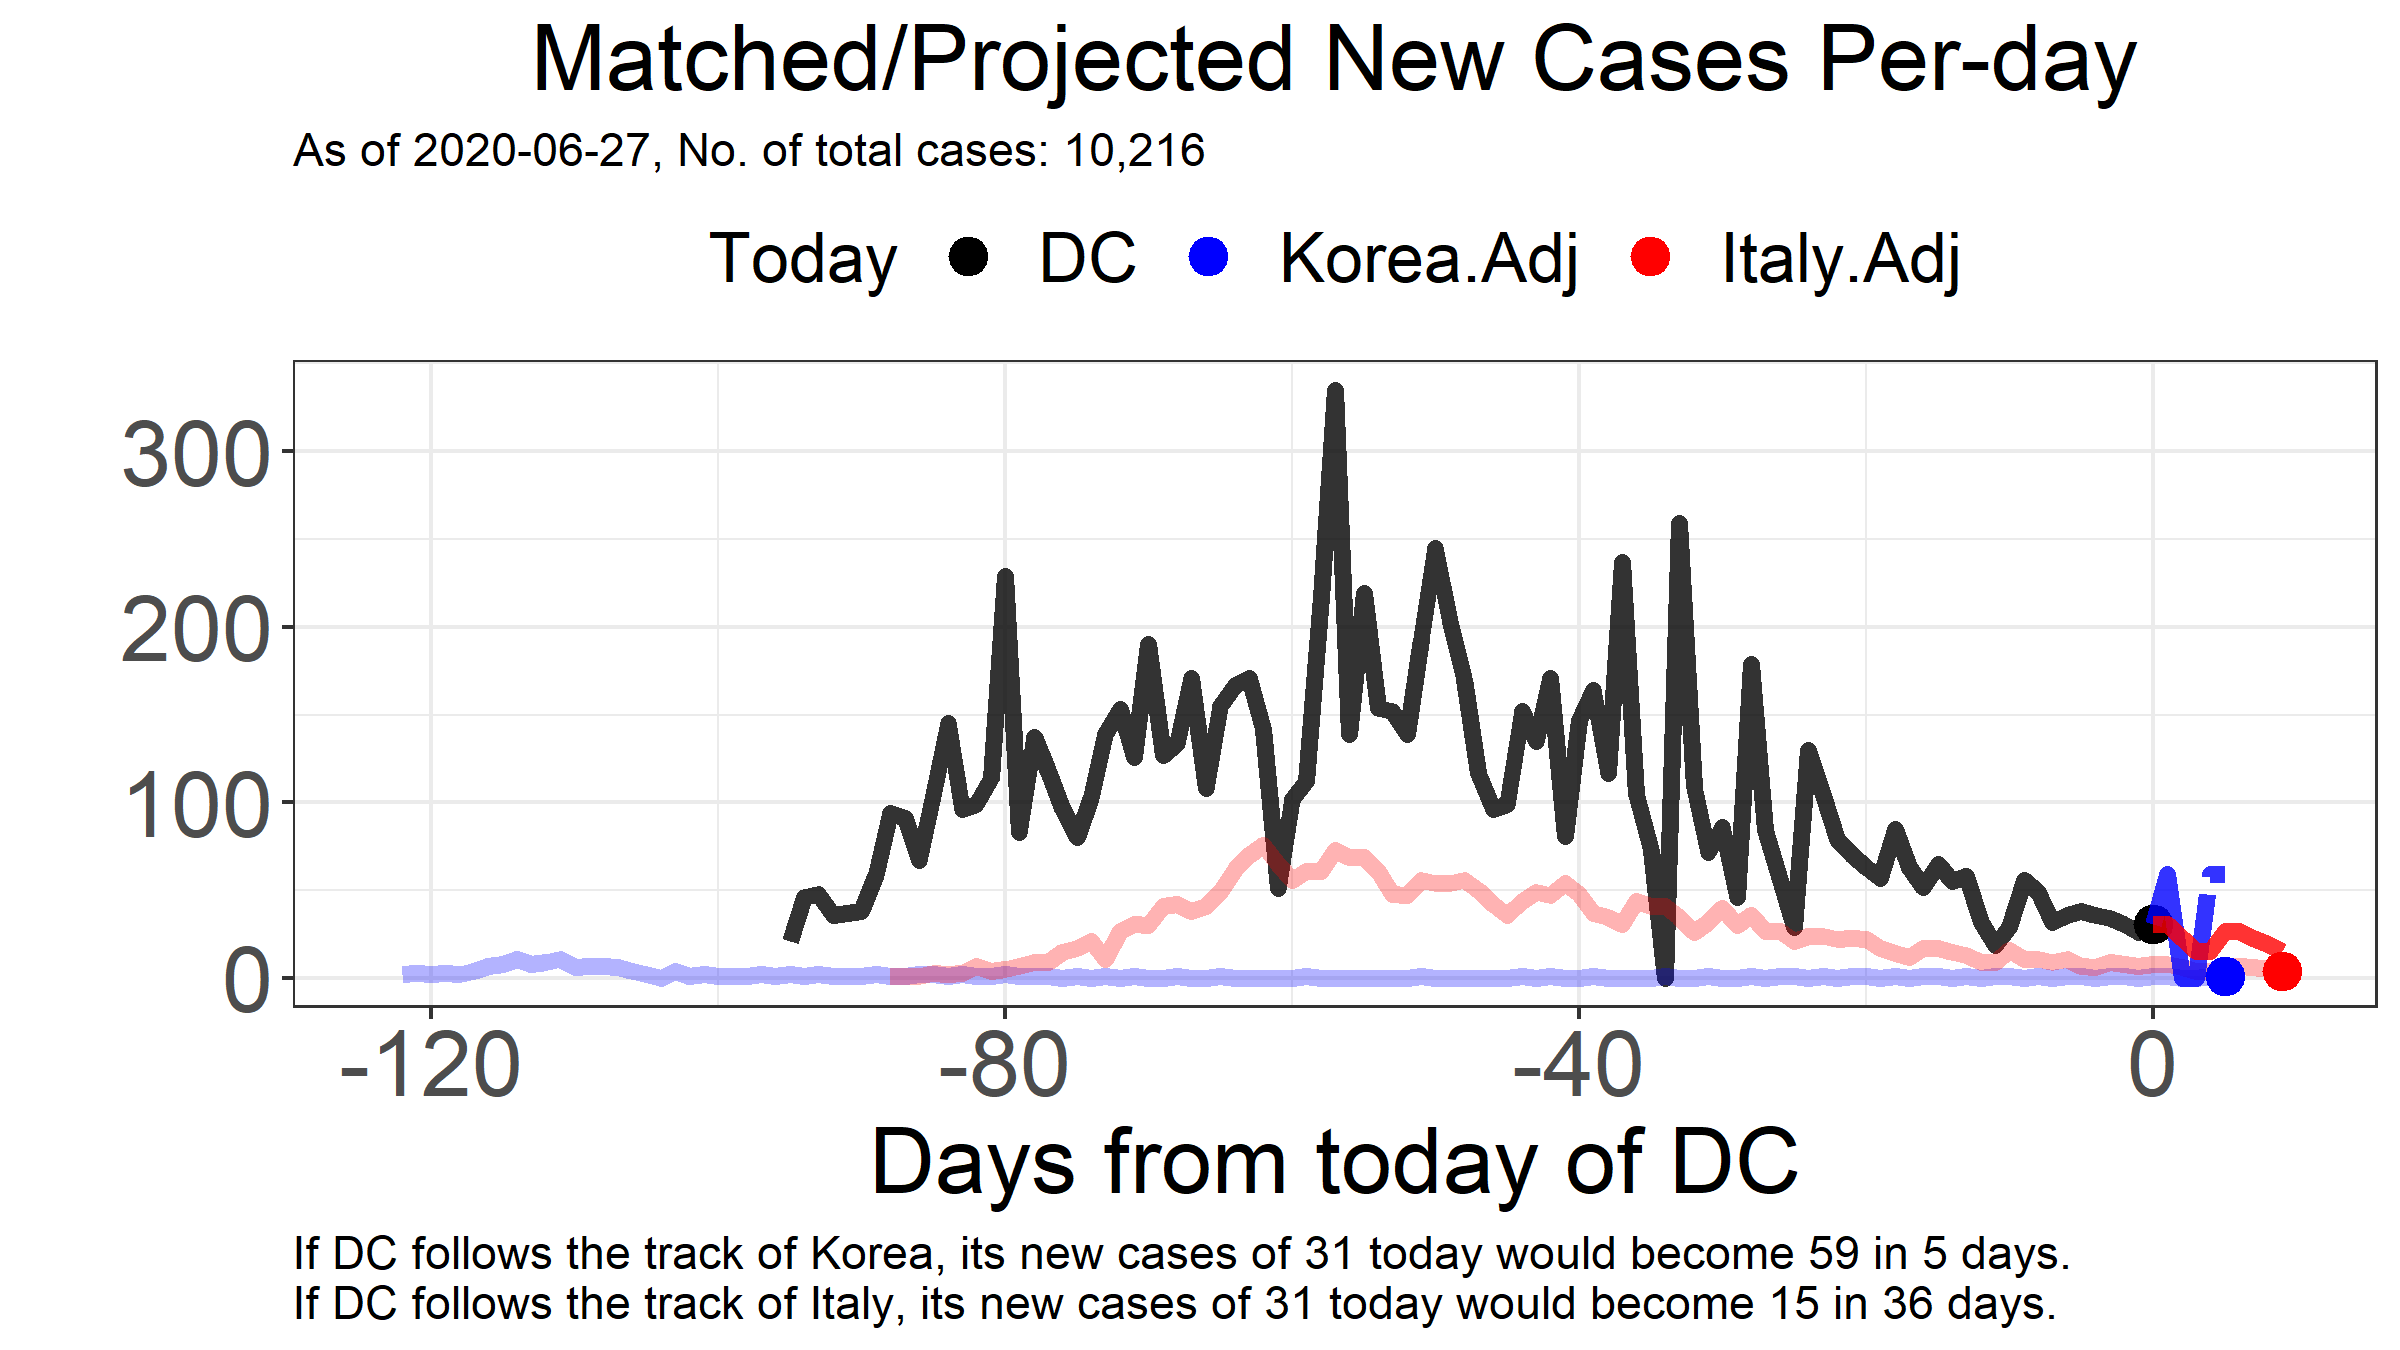 Matched/Projected New Cases Per-day
As of 2020-06-27, No. of total cases: 10,216
Today DC Korea.Adj Italy.Adj
300
200
100
0
-120 -80 -40 0
Days from today of DC
If DC follows the track of Korea, its new cases of 31 today would become 59 in 5 days.
If DC follows the track of Italy, its new cases of 31 today would become 15 in 36 days.